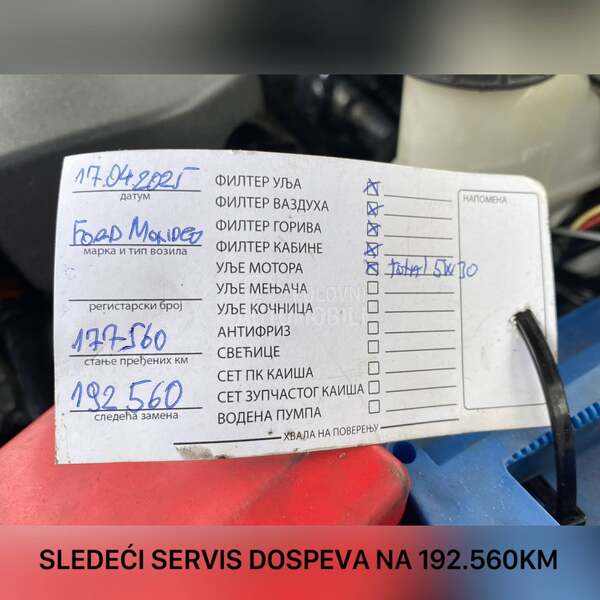 17.04.2025
датум
FORD MONDEO
марка и тип возила
регистарски број
177560
стање пређених км
192 560
следећа замена
ФИЛТЕР УЉА
ФИЛТЕР ВАЗДУХА
ФИЛТЕР ГОРИВА
ФИЛТЕР КАБИНЕ
УЉЕ МОТОРА total 5W30
УЉЕ МЕЊАЧА
УЉЕ КОЧНИЦА
АНТИФРИЗ
СВЕЋИЦЕ
СЕТ ПК КАИША
СЕТ ЗУПЧАСТОГ КАИША
ВОДЕНА ПУМПА
НАПОМЕНА
ХВАЛА НА ПОВЕРЕЊУ
SLEDEĆI SERVIS DOSPEVA NA 192.560KM